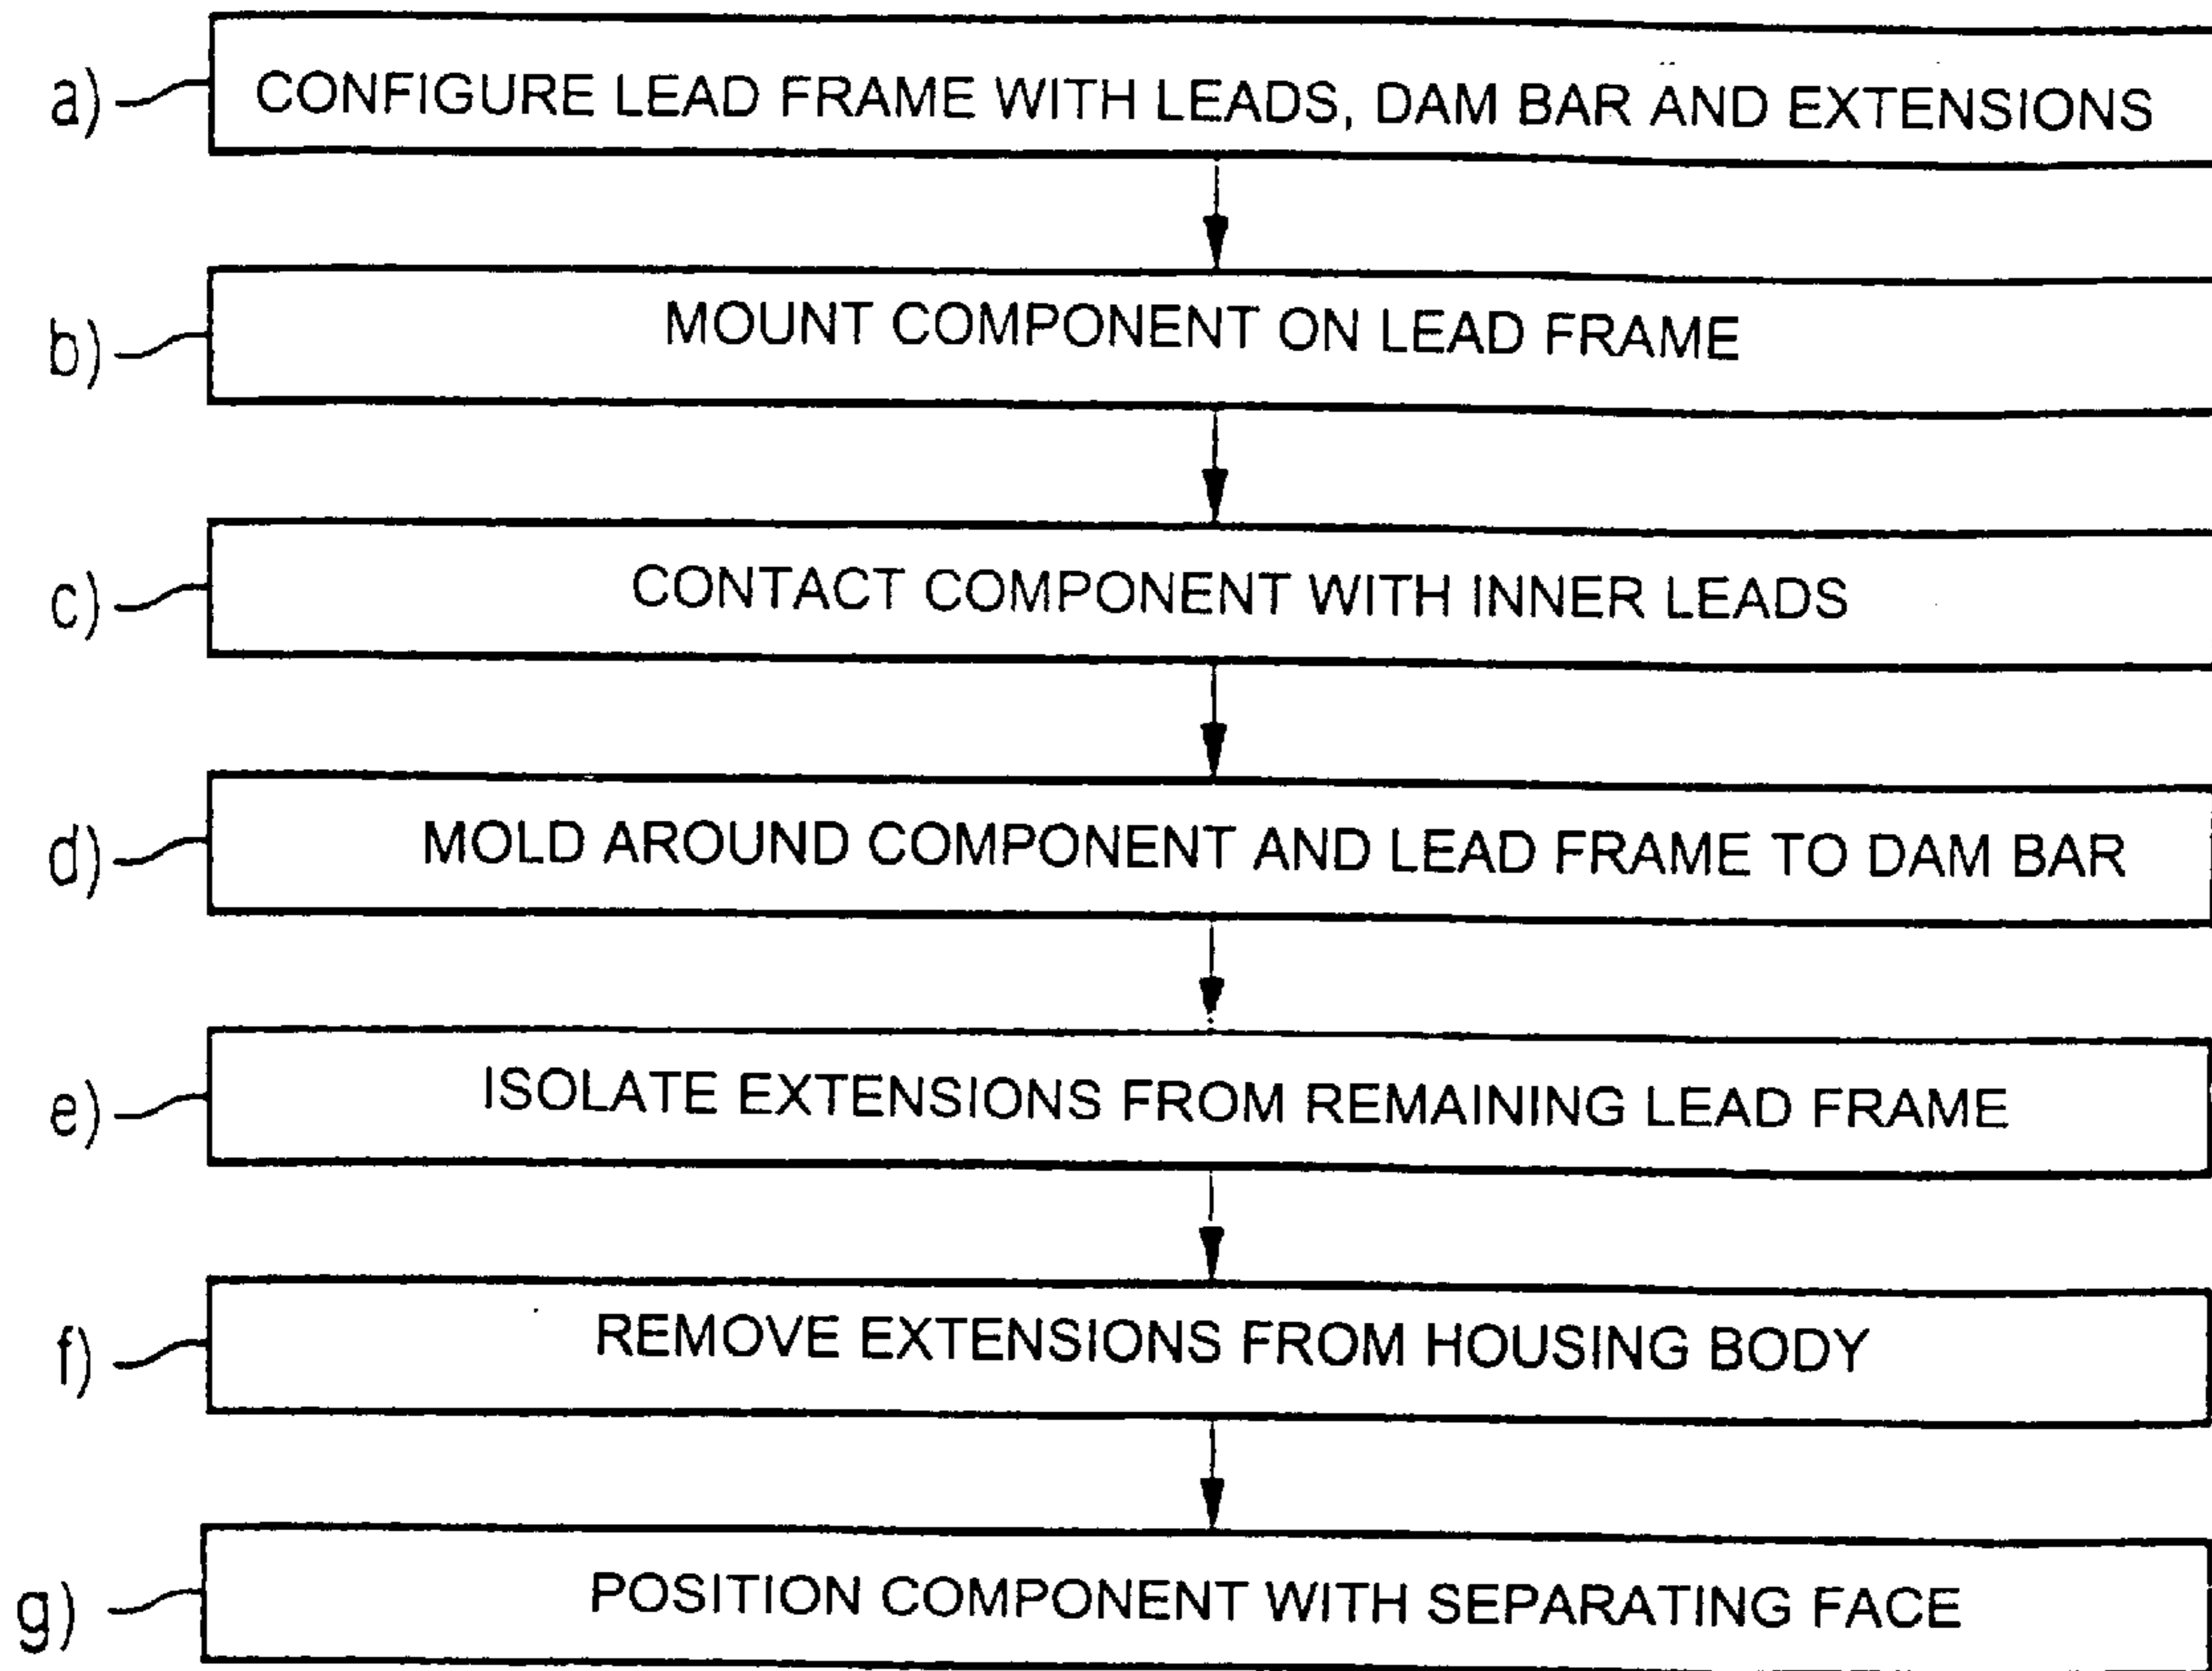 a) CONFIGURE LEAD FRAME WITH LEADS, DAM BAR AND EXTENSIONS
b) MOUNT COMPONENT ON LEAD FRAME
c) CONTACT COMPONENT WITH INNER LEADS
d) MOLD AROUND COMPONENT AND LEAD FRAME TO DAM BAR
e) ISOLATE EXTENSIONS FROM REMAINING LEAD FRAME
f) REMOVE EXTENSIONS FROM HOUSING BODY
g) POSITION COMPONENT WITH SEPARATING FACE